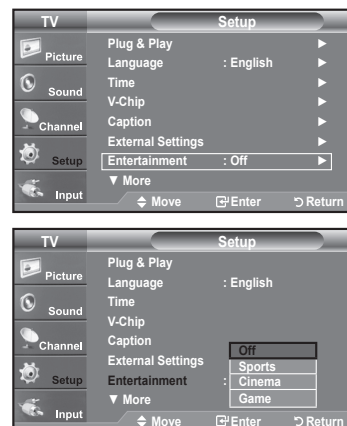 TV Setup
Picture
Sound
Channel
Setup
Input
Plug & Play ►
Language : English ►
Time ►
V-Chip ►
Caption ►
External Settings ►
Entertainment : Off ►
▼ More
Move Enter Return
TV Setup
Picture
Sound
Channel
Setup
Input
Plug & Play
Language : English
Time
V-Chip
Caption
External Settings
Entertainment :
Off
Sports
Cinema
Game
▼ More
Move Enter Return